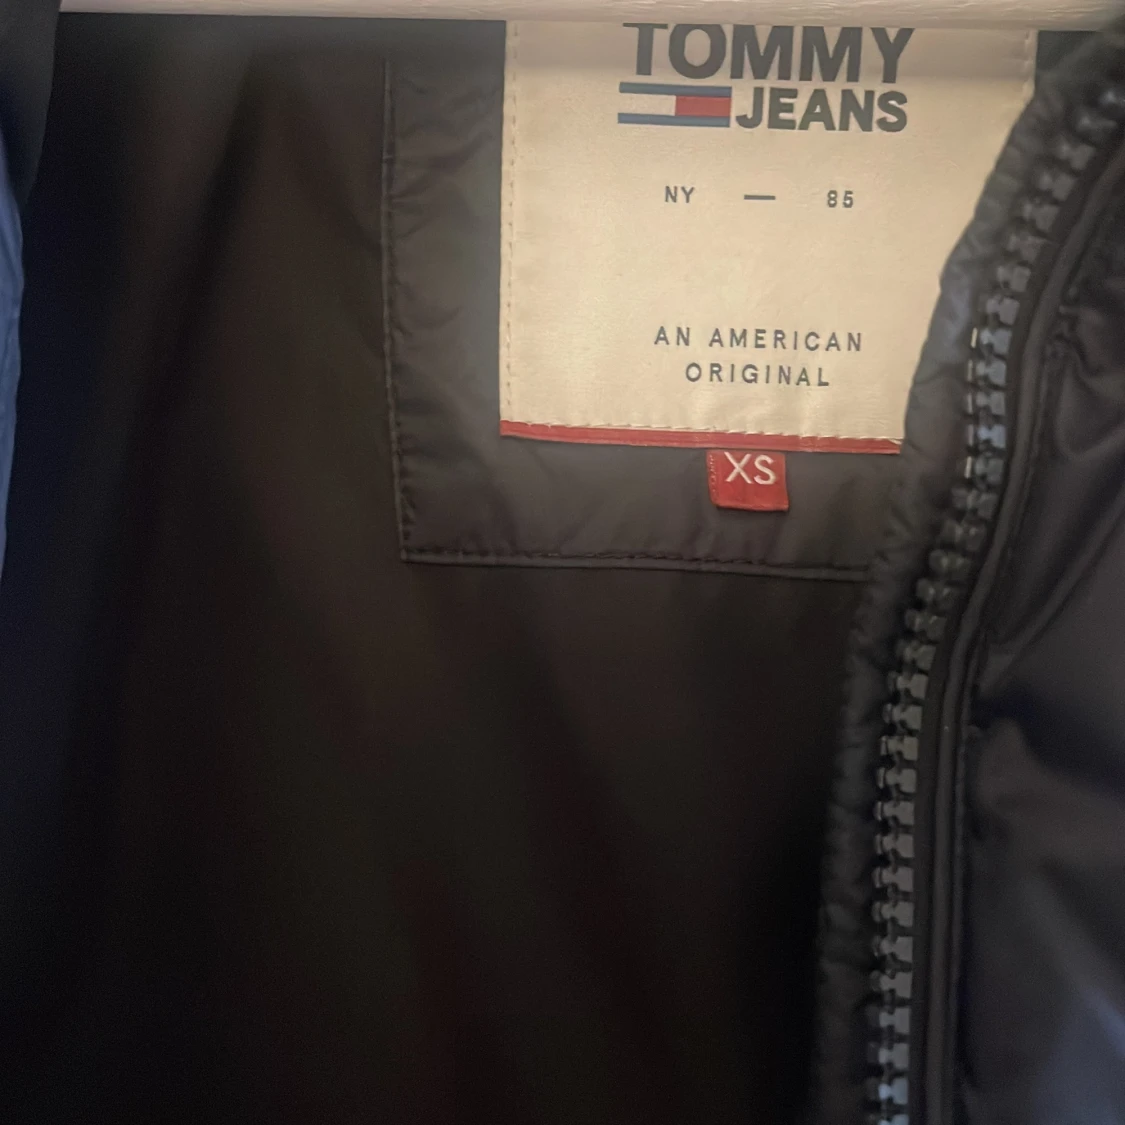 TOMMY
JEANS
NY — 85
AN AMERICAN
ORIGINAL
XS